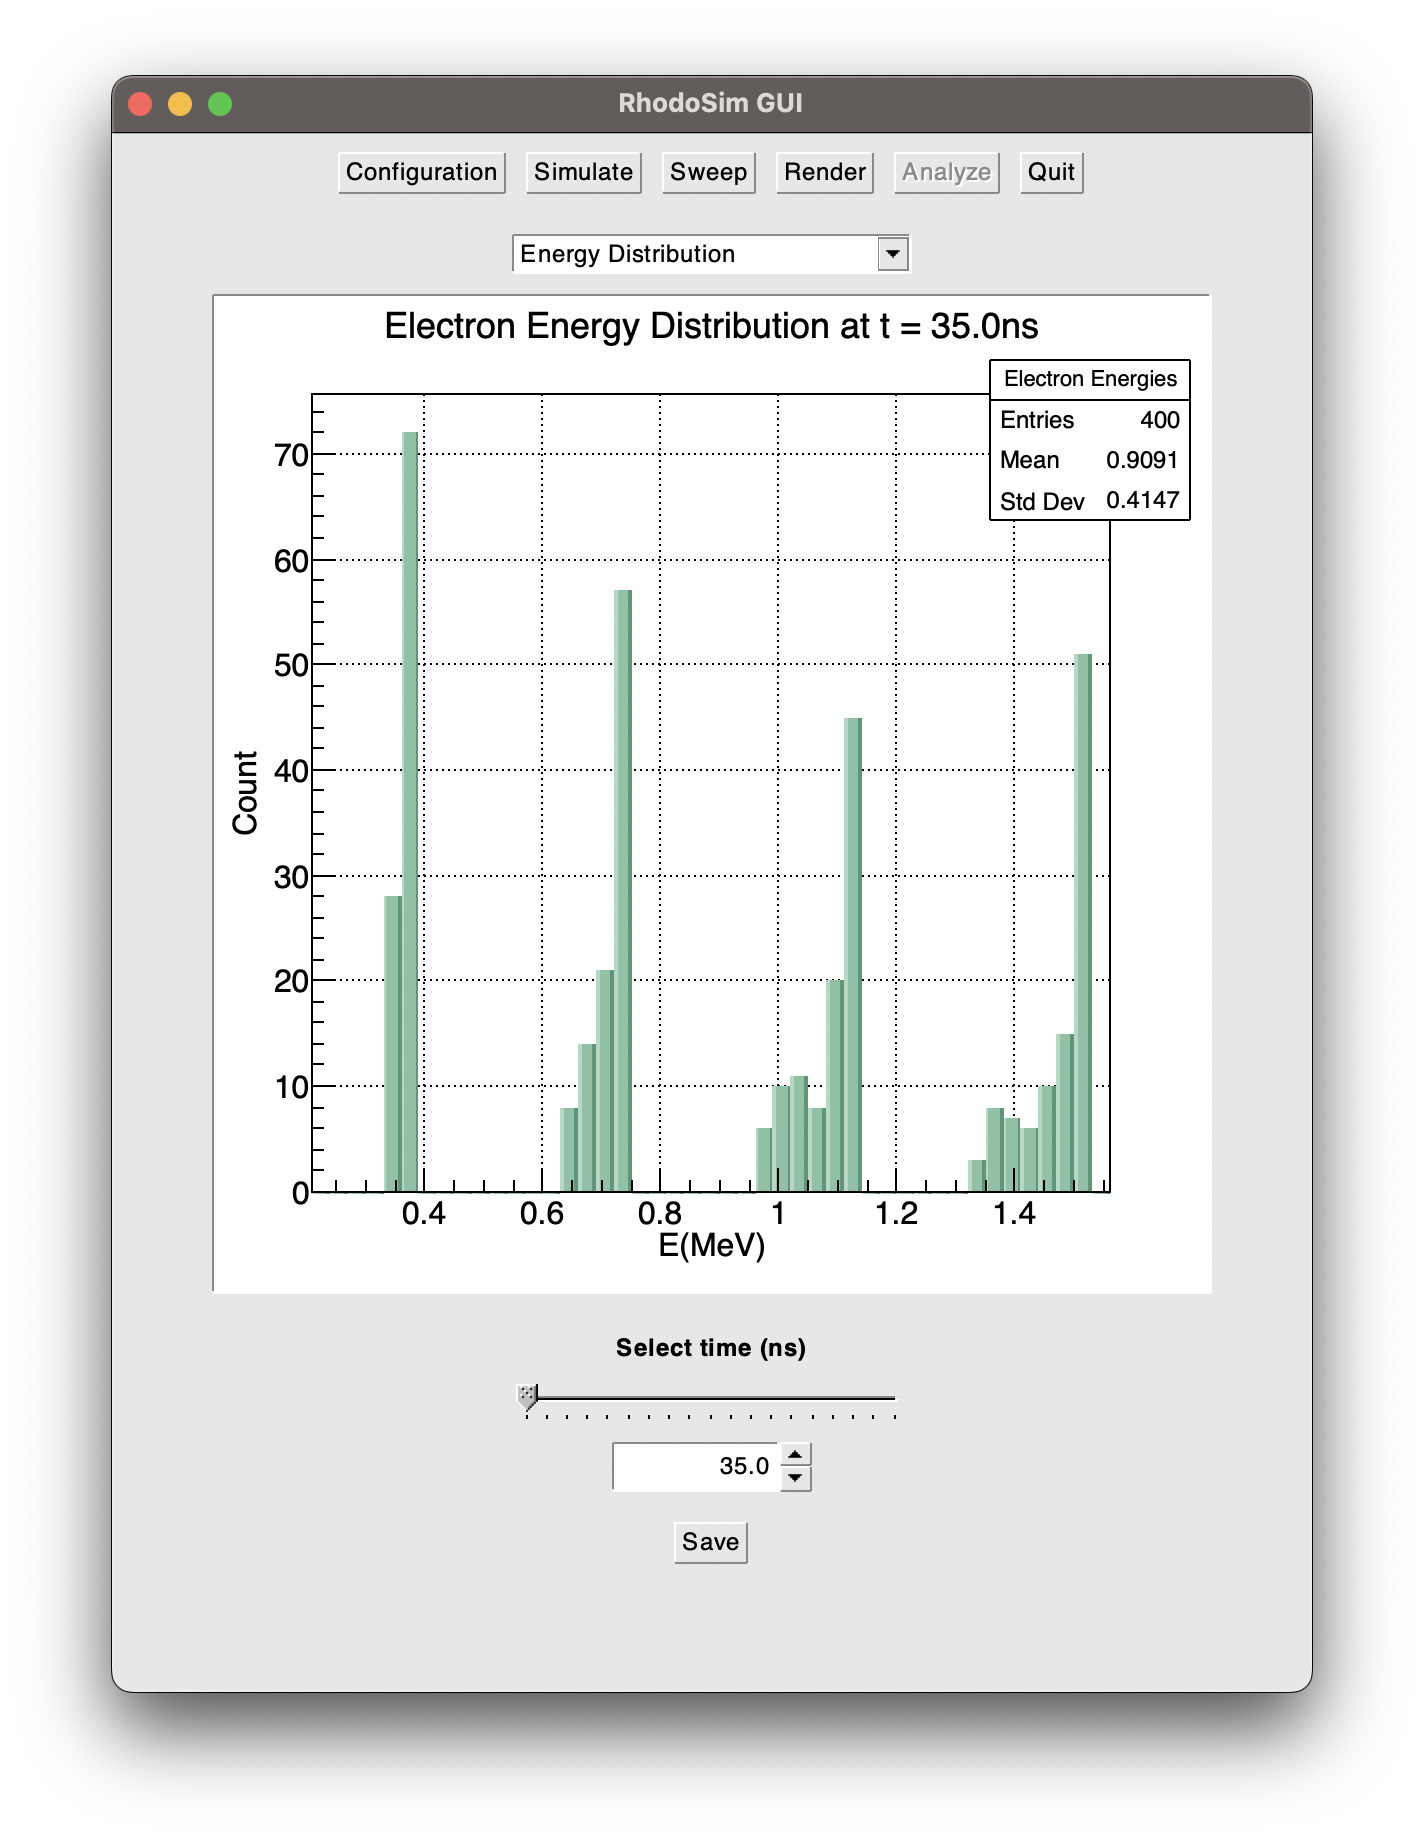 RhodoSim GUI
Configuration Simulate Sweep Render Analyze Quit
Energy Distribution
Electron Energy Distribution at t = 35.0ns
Electron Energies
Entries 400
Mean 0.9091
Std Dev 0.4147
70
60
50
40
30
20
10
0
Count
0.4 0.6 0.8 1 1.2 1.4
E(MeV)
Select time (ns)
35.0
Save